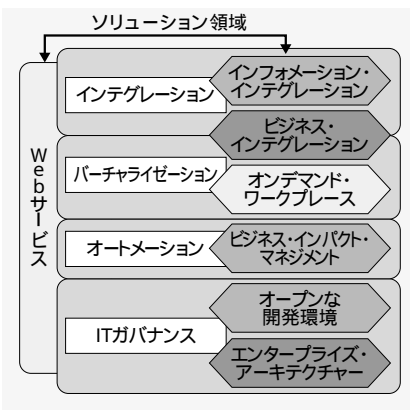 ソリューション領域
Webサービス
インテグレーション
インフォメーション・
インテグレーション
ビジネス・
インテグレーション
バーチャライゼーション
オンデマンド・
ワークプレース
オートメーション
ビジネス・インパクト・
マネジメント
ITガバナンス
オープンな
開発環境
エンタープライズ・
アーキテクチャー